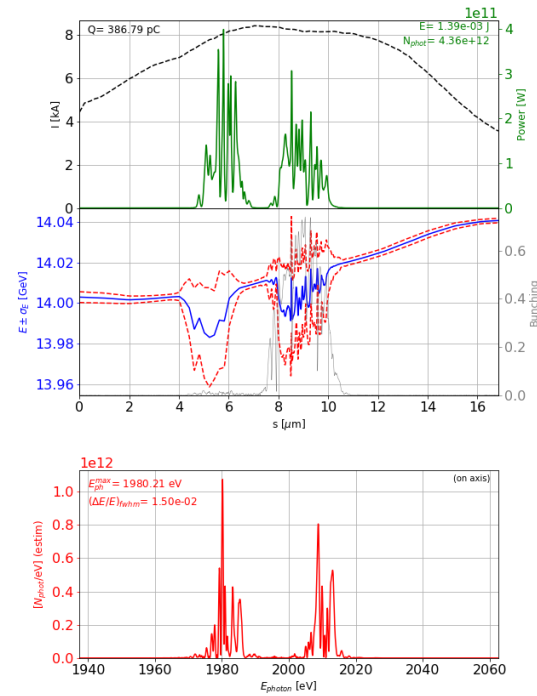 1e11
Q= 386.79 pC
E= 1.39e-03 J
N_phot= 4.36e+12
8
6
4
2
0
I [kA]
4
3
2
1
0
Power [W]
14.04
14.02
14.00
13.98
13.96
E ± σ_E [GeV]
0.6
0.4
0.2
0.0
Bunching
0 2 4 6 8 10 12 14 16
s [μm]
1e12
E_ph^max = 1980.21 eV
(ΔE/E)_fwhm= 1.50e-02
(on axis)
1.0
0.8
0.6
0.4
0.2
0.0
[N_phot/eV] (estim)
1940 1960 1980 2000 2020 2040 2060
E_photon [eV]